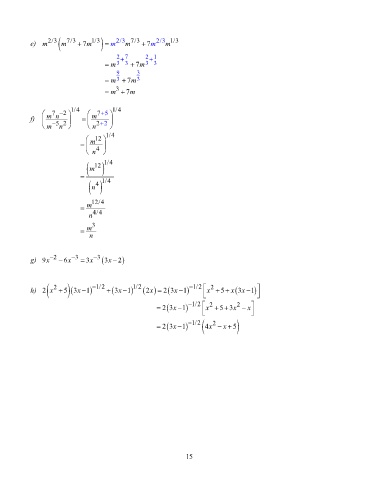 e) m^{2/3}(m^{7/3} + 7m^{1/3}) = m^{2/3}m^{7/3} + 7m^{2/3}m^{1/3}
= m^{2/3 + 7/3} + 7m^{2/3 + 1/3}
= m^{9/3} + 7m^{3/3}
= m^3 + 7m
f) (m^7n^{-2} / m^{-5}n^2)^{1/4} = (m^{7+5} / n^{2+2})^{1/4}
= (m^{12} / n^4)^{1/4}
= (m^{12})^{1/4} / (n^4)^{1/4}
= m^{12/4} / n^{4/4}
= m^3 / n
g) 9x^{-2} − 6x^{-3} = 3x^{-3}(3x − 2)
h) 2(x^2 + 5)(3x − 1)^{-1/2} + (3x − 1)^{1/2}(2x) = 2(3x − 1)^{-1/2}[x^2 + 5 + x(3x − 1)]
= 2(3x − 1)^{-1/2}[x^2 + 5 + 3x^2 − x]
= 2(3x − 1)^{-1/2}(4x^2 − x + 5)
15